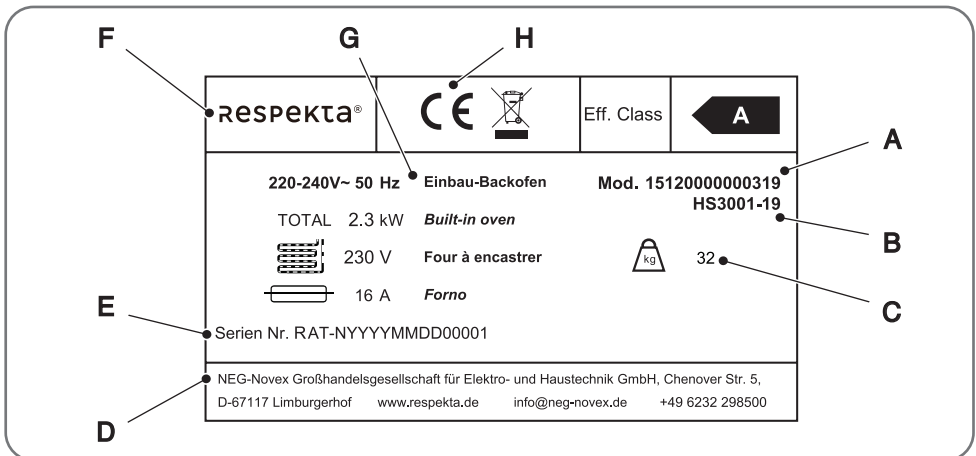 F G H
Respekta®
CE
Eff. Class
A
A
220-240V~ 50 Hz Einbau-Backofen Mod. 15120000000319
HS3001-19
B
TOTAL 2.3 kW Built-in oven
230 V Four à encastrer kg 32
C
16 A Forno
E
Serien Nr. RAT-NYYYYMMDD00001
NEG-Novex Großhandelsgesellschaft für Elektro- und Haustechnik GmbH, Chenover Str. 5,
D-67117 Limburgerhof www.respekta.de info@neg-novex.de +49 6232 298500
D